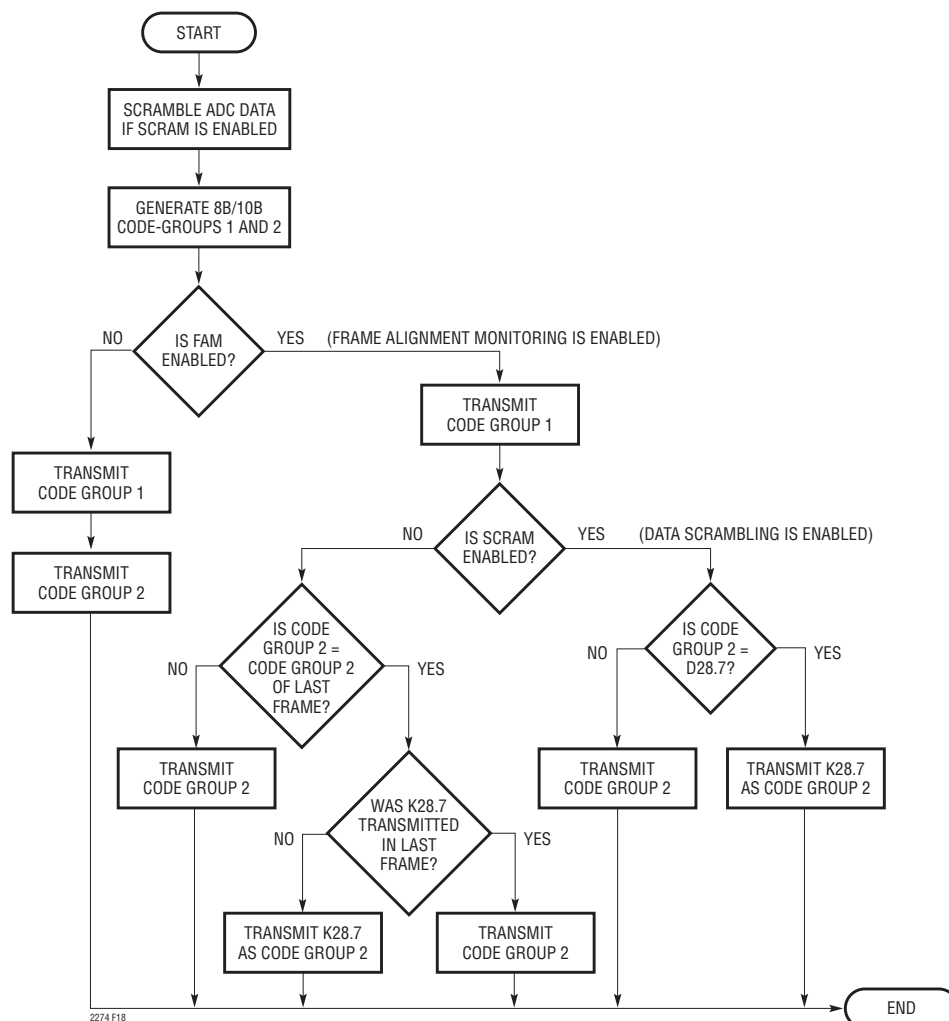 START
SCRAMBLE ADC DATA
IF SCRAM IS ENABLED
GENERATE 8B/10B
CODE-GROUPS 1 AND 2
NO
IS FAM
ENABLED?
YES
(FRAME ALIGNMENT MONITORING IS ENABLED)
TRANSMIT
CODE GROUP 1
TRANSMIT
CODE GROUP 1
TRANSMIT
CODE GROUP 2
NO
IS SCRAM
ENABLED?
YES
(DATA SCRAMBLING IS ENABLED)
NO
IS CODE
GROUP 2 =
CODE GROUP 2
OF LAST
FRAME?
YES
NO
IS CODE
GROUP 2 =
D28.7?
YES
TRANSMIT
CODE GROUP 2
NO
WAS K28.7
TRANSMITTED
IN LAST
FRAME?
YES
TRANSMIT
CODE GROUP 2
TRANSMIT K28.7
AS CODE GROUP 2
TRANSMIT K28.7
AS CODE GROUP 2
TRANSMIT
CODE GROUP 2
END
2274 F18